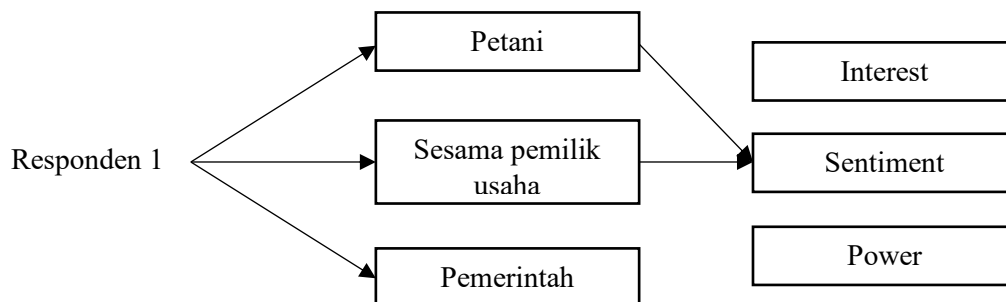 Responden 1
Petani
Sesama pemilik
usaha
Pemerintah
Interest
Sentiment
Power